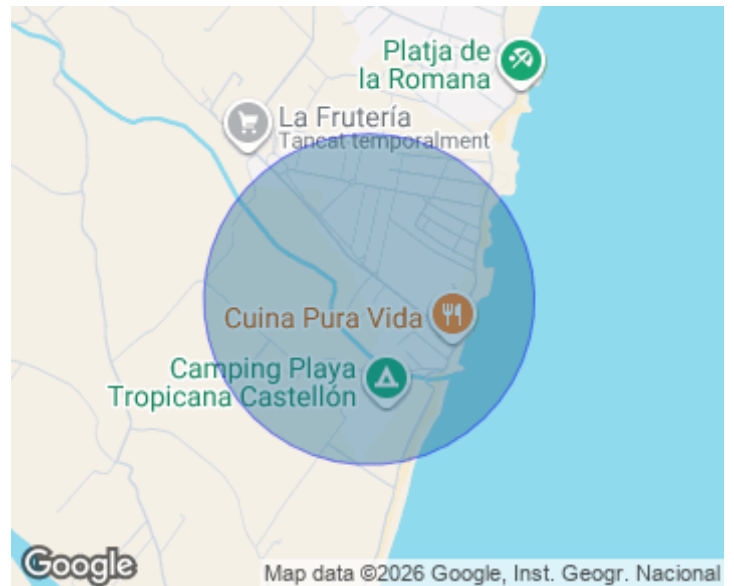 Platja de
la Romana
La Frutería
Tancat temporalment
Cuina Pura Vida
Camping Playa
Tropicana Castellón
Google
Map data ©2026 Google, Inst. Geogr. Nacional